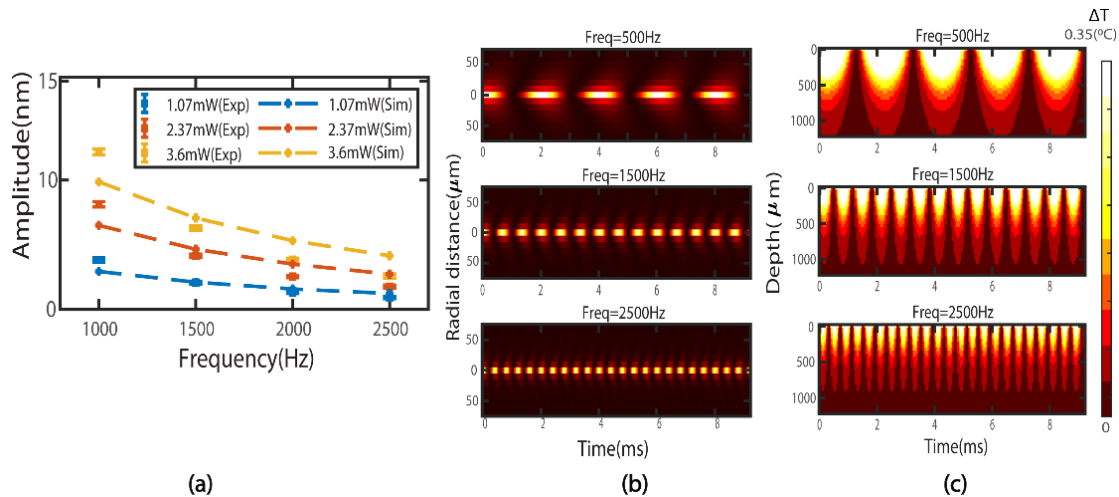 15
10
0
Amplitude(nm)
1.07mW(Exp)
1.07mW(Sim)
2.37mW(Exp)
2.37mW(Sim)
3.6mW(Exp)
3.6mW(Sim)
1000
1500
2000
2500
Frequency(Hz)
(a)
Radial distance(μm)
Freq=500Hz
50
0
50
0
2
4
6
8
Freq=1500Hz
50
0
50
0
2
4
6
8
Freq=2500Hz
50
0
50
0
2
4
6
8
Time(ms)
(b)
Depth( μm)
Freq=500Hz
0
500
1000
0
2
4
6
8
Freq=1500Hz
0
500
1000
0
2
4
6
8
Freq=2500Hz
0
500
1000
0
2
4
6
8
Time(ms)
(c)
ΔT
0.35(ºC)
0